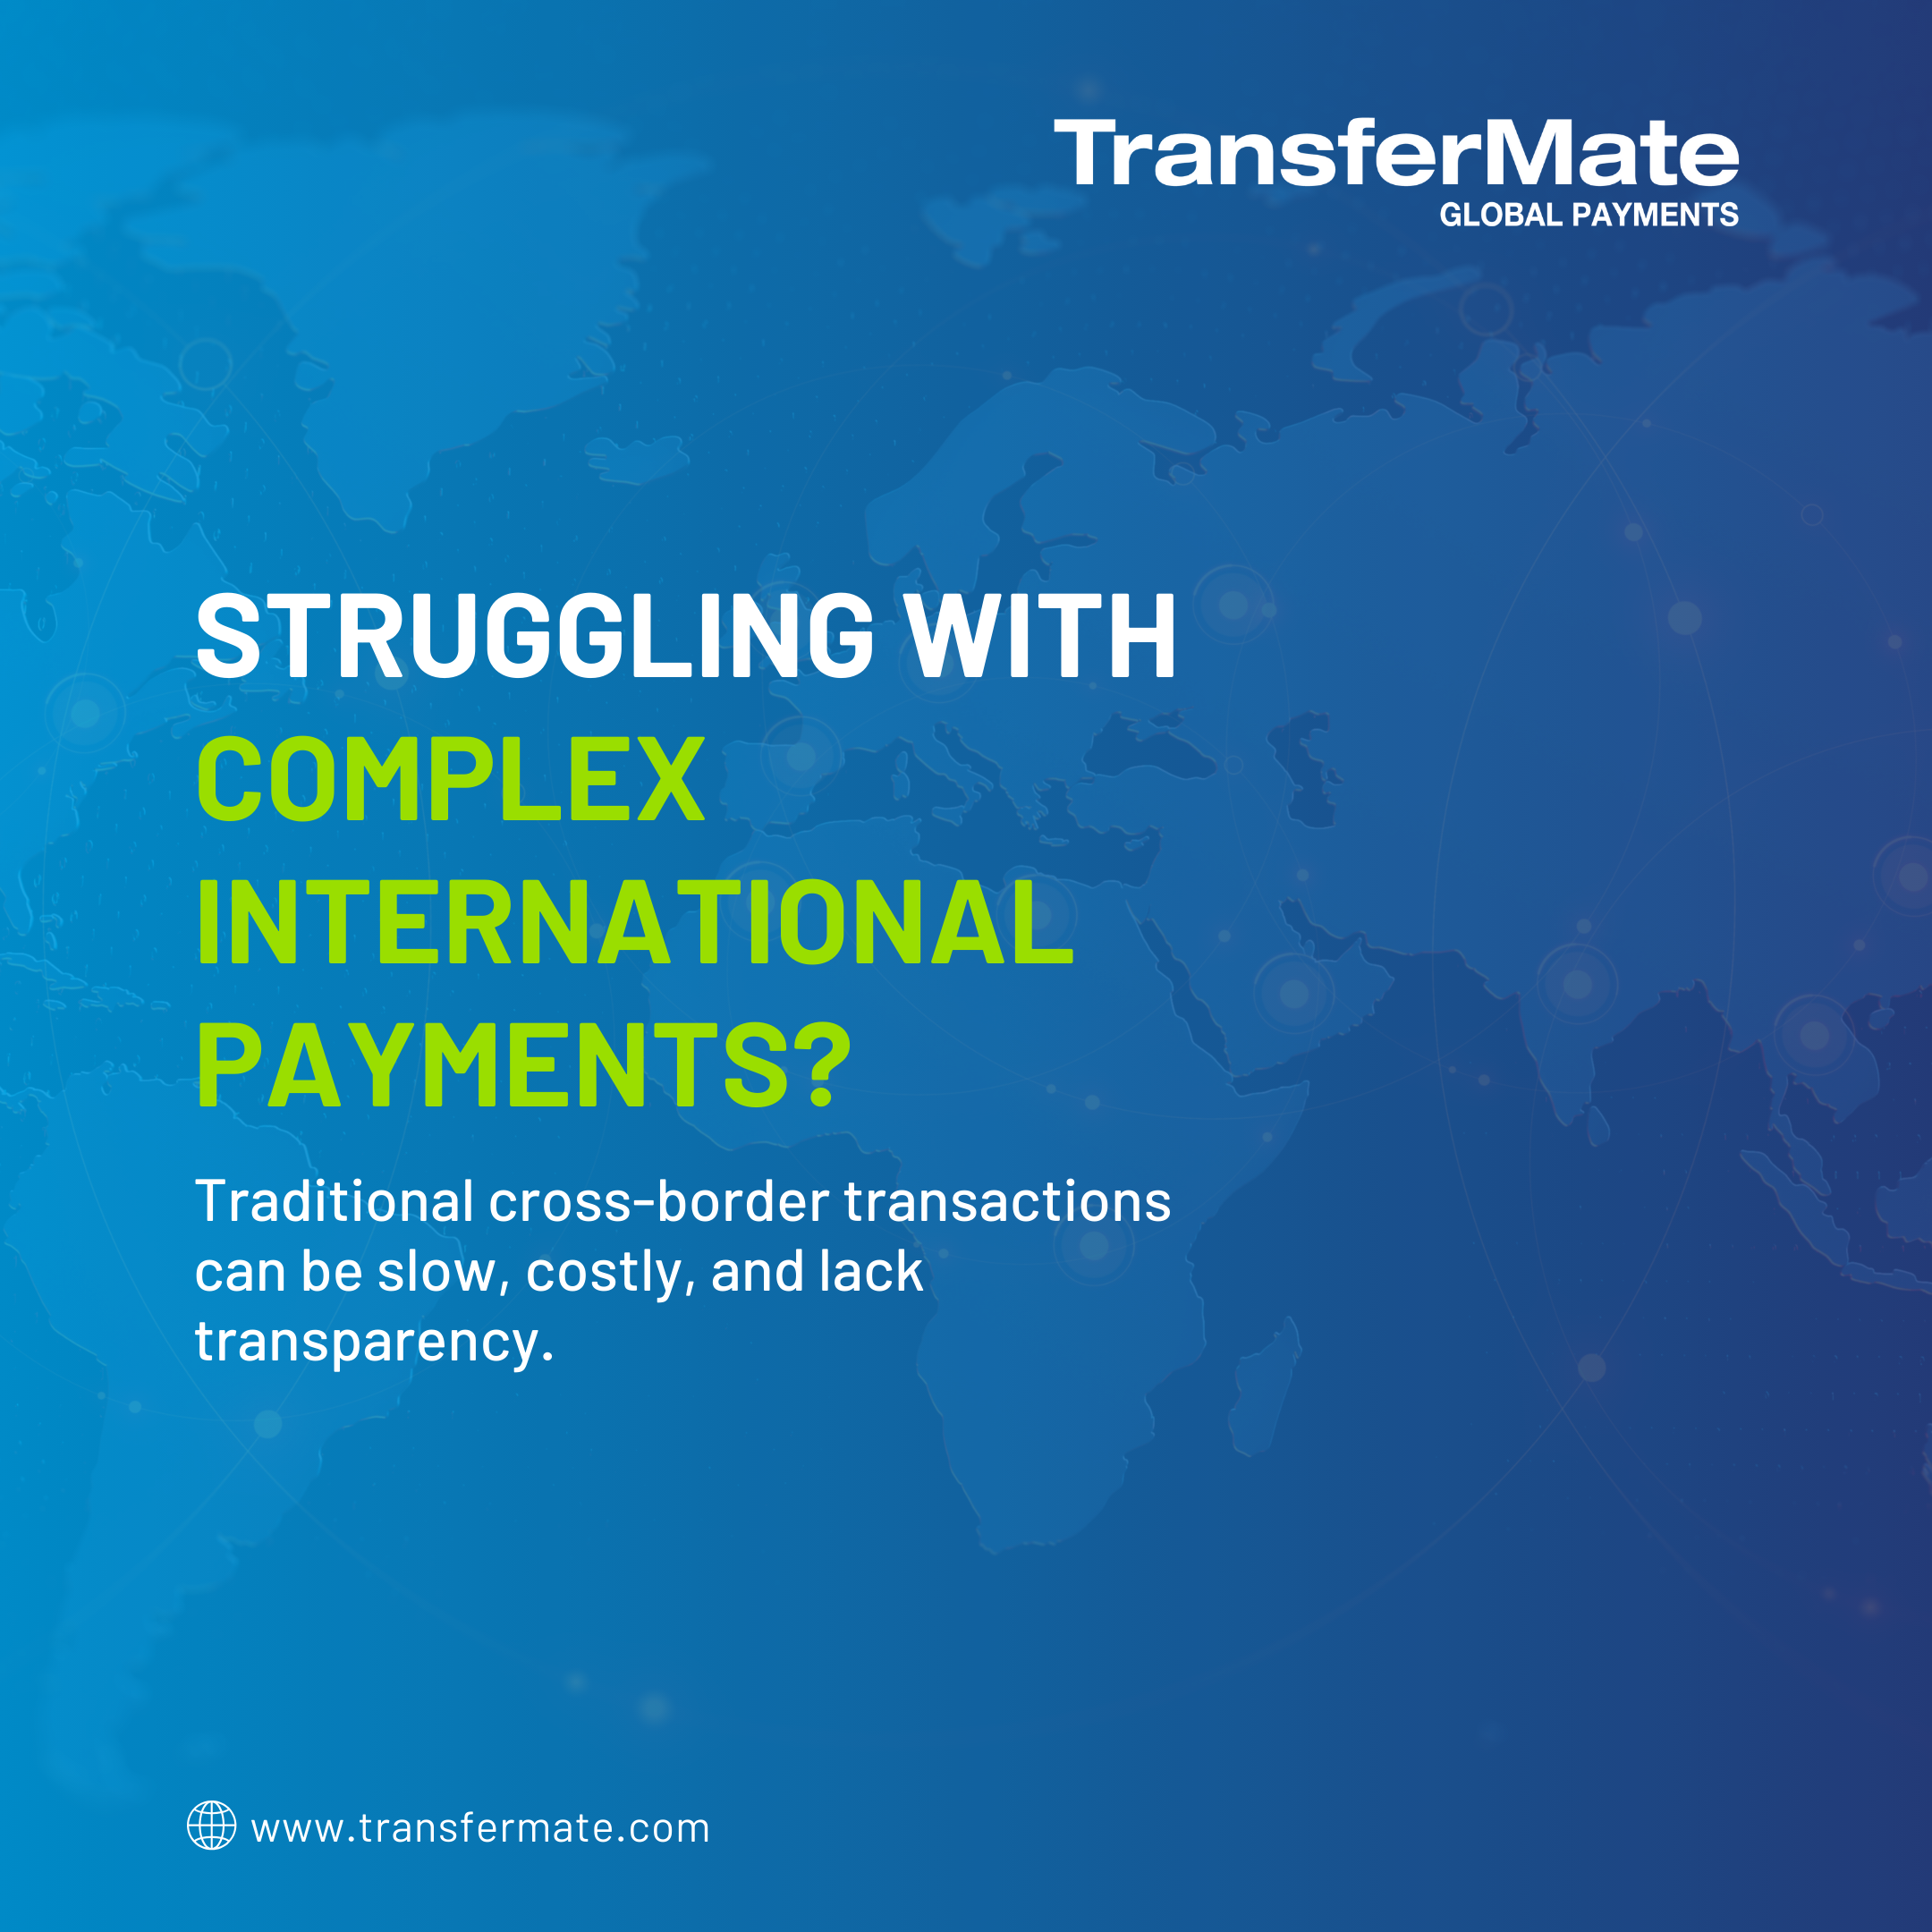 TransferMate
GLOBAL PAYMENTS
STRUGGLING WITH
COMPLEX
INTERNATIONAL
PAYMENTS?
Traditional cross-border transactions
can be slow, costly, and lack
transparency.
www.transfermate.com